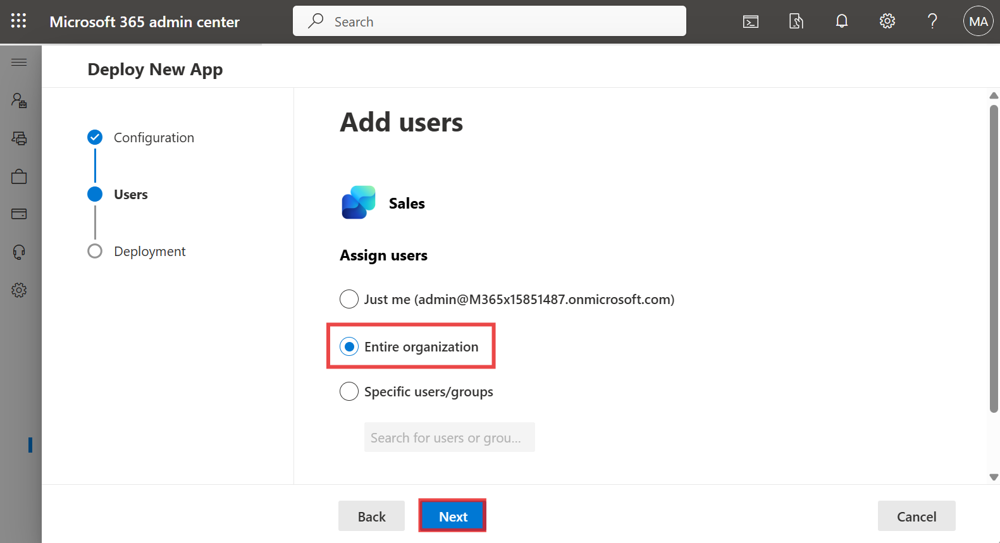 Microsoft 365 admin center
Search
MA
Deploy New App
Configuration
Users
Deployment
Add users
Sales
Assign users
Just me (admin@M365x15851487.onmicrosoft.com)
Entire organization
Specific users/groups
Search for users or grou...
Back
Next
Cancel